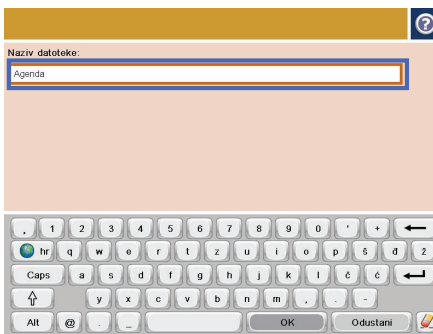 ?
Naziv datoteke:
Agenda
¸ 1 2 3 4 5 6 7 8 9 0 ' +
hr q w e r t z u i o p š đ ž
Caps a s d f g h j k l č ć
y x c v b n m , . -
Alt @ . _ OK Odustani